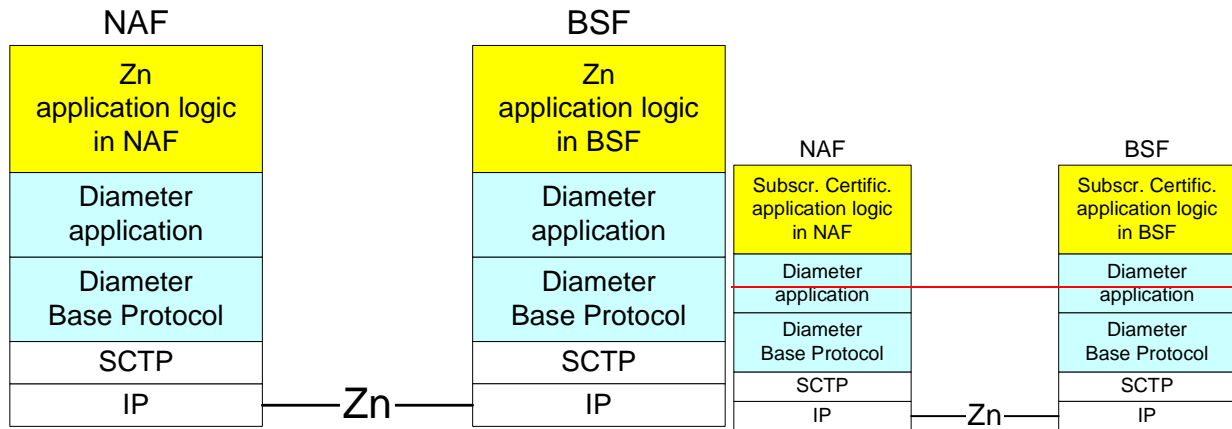 NAF
Zn
application logic
in NAF
Diameter
application
Diameter
Base Protocol
SCTP
IP
Zn
BSF
Zn
application logic
in BSF
Diameter
application
Diameter
Base Protocol
SCTP
IP
NAF
Subscr. Certific.
application logic
in NAF
Diameter
application
Diameter
Base Protocol
SCTP
IP
Zn
BSF
Subscr. Certific.
application logic
in BSF
Diameter
application
Diameter
Base Protocol
SCTP
IP